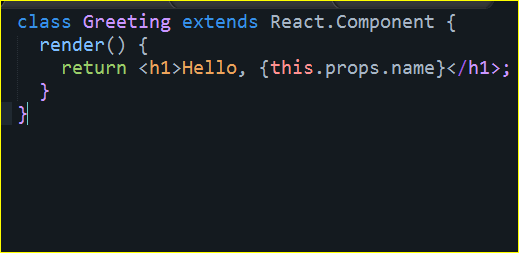 class Greeting extends React.Component {
  render() {
    return <h1>Hello, {this.props.name}</h1>;
  }
}